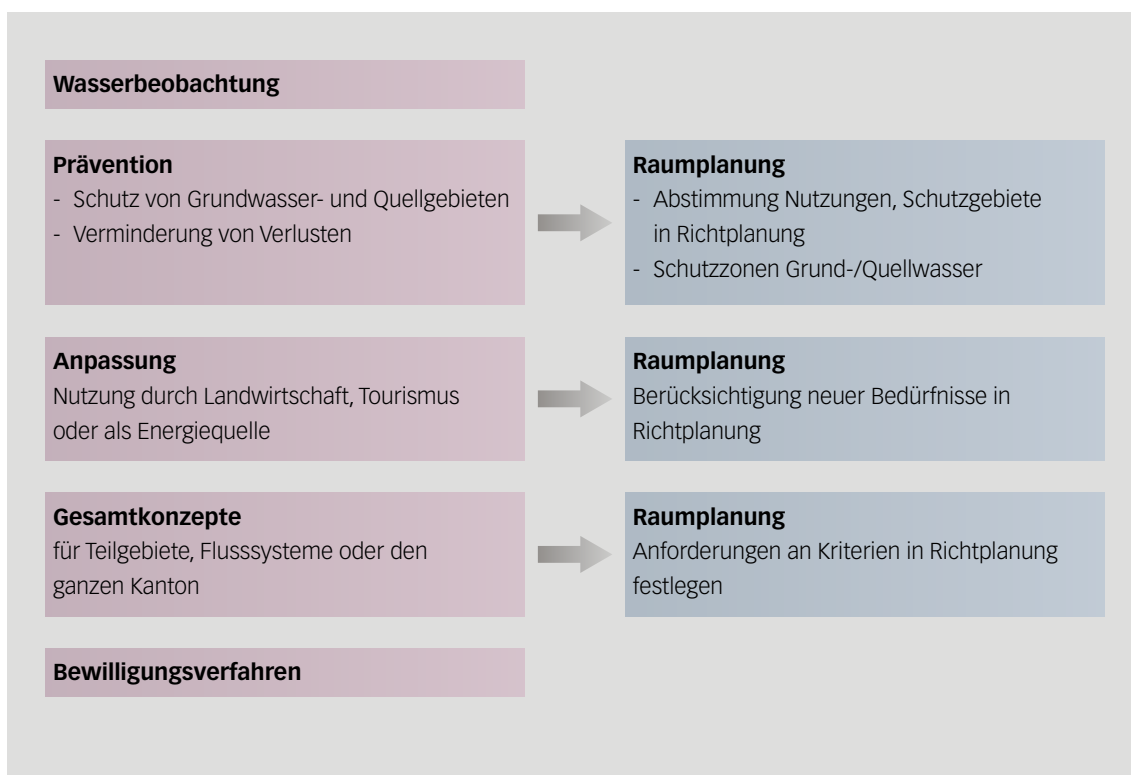 Wasserbeobachtung
Prävention
- Schutz von Grundwasser- und Quellgebieten
- Verminderung von Verlusten
Raumplanung
- Abstimmung Nutzungen, Schutzgebiete
in Richtplanung
- Schutzzonen Grund-/Quellwasser
Anpassung
Nutzung durch Landwirtschaft, Tourismus
oder als Energiequelle
Raumplanung
Berücksichtigung neuer Bedürfnisse in
Richtplanung
Gesamtkonzepte
für Teilgebiete, Flusssysteme oder den
ganzen Kanton
Raumplanung
Anforderungen an Kriterien in Richtplanung
festlegen
Bewilligungsverfahren